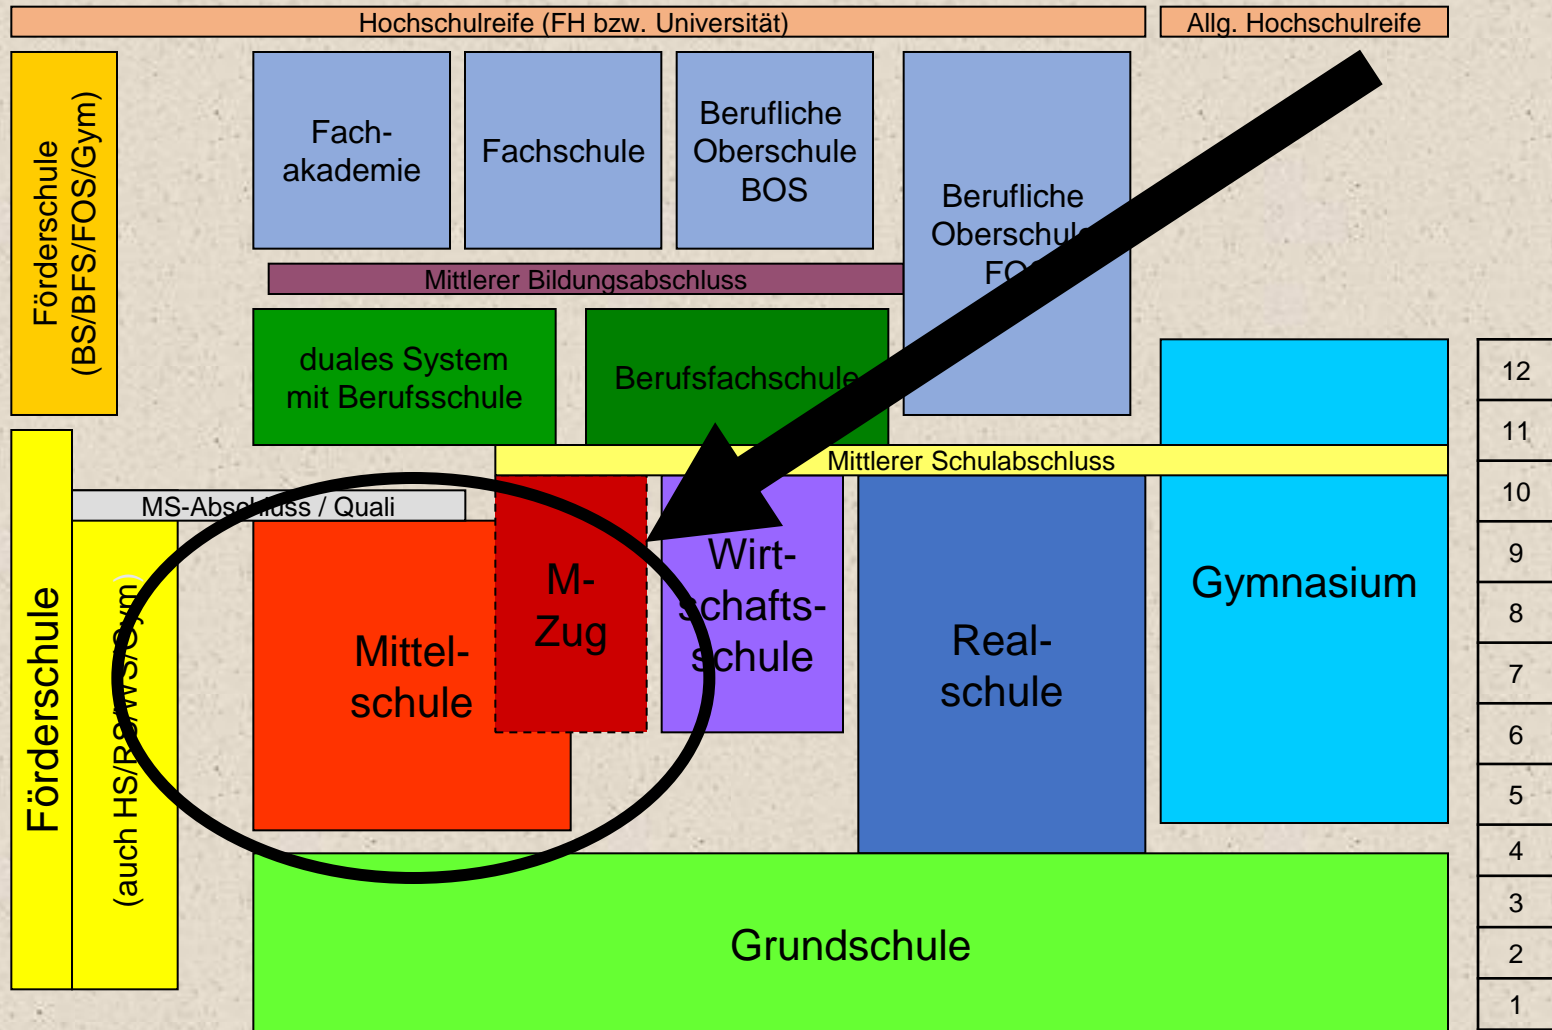 Hochschulreife (FH bzw. Universität)
Allg. Hochschulreife
Förderschule
(BS/BFS/FOS/Gym)
Fach-
akademie
Fachschule
Berufliche
Oberschule
BOS
Berufliche
Oberschule
FOS
Mittlerer Bildungsabschluss
duales System
mit Berufsschule
Berufsfachschule
12
11
Mittlerer Schulabschluss
MS-Abschluss / Quali
10
9
8
7
6
5
4
3
2
1
Förderschule
(auch HS/RS/WS/Gym)
Mittel-
schule
M-
Zug
Wirt-
schafts-
schule
Real-
schule
Gymnasium
Grundschule